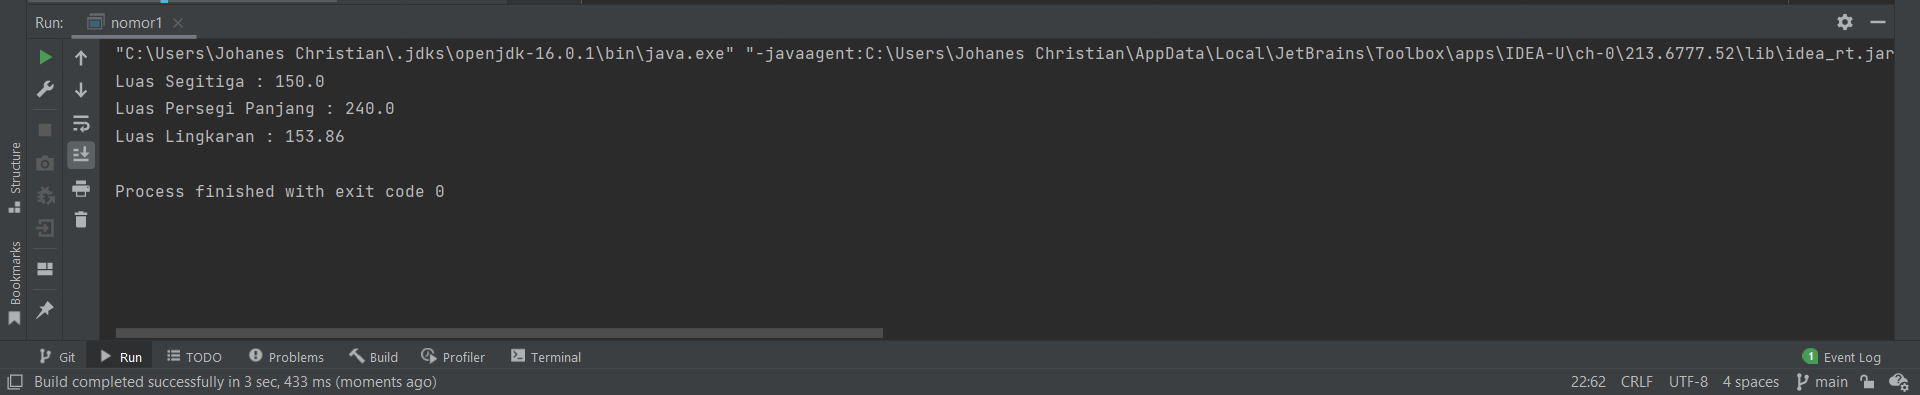 Run: nomor1
"C:\Users\Johanes Christian\.jdks\openjdk-16.0.1\bin\java.exe" "-javaagent:C:\Users\Johanes Christian\AppData\Local\JetBrains\Toolbox\apps\IDEA-U\ch-0\213.6777.52\lib\idea_rt.jar
Luas Segitiga : 150.0
Luas Persegi Panjang : 240.0
Luas Lingkaran : 153.86
Process finished with exit code 0
Structure
Bookmarks
Git Run TODO Problems Build Profiler Terminal 1 Event Log
Build completed successfully in 3 sec, 433 ms (moments ago) 22:62 CRLF UTF-8 4 spaces main